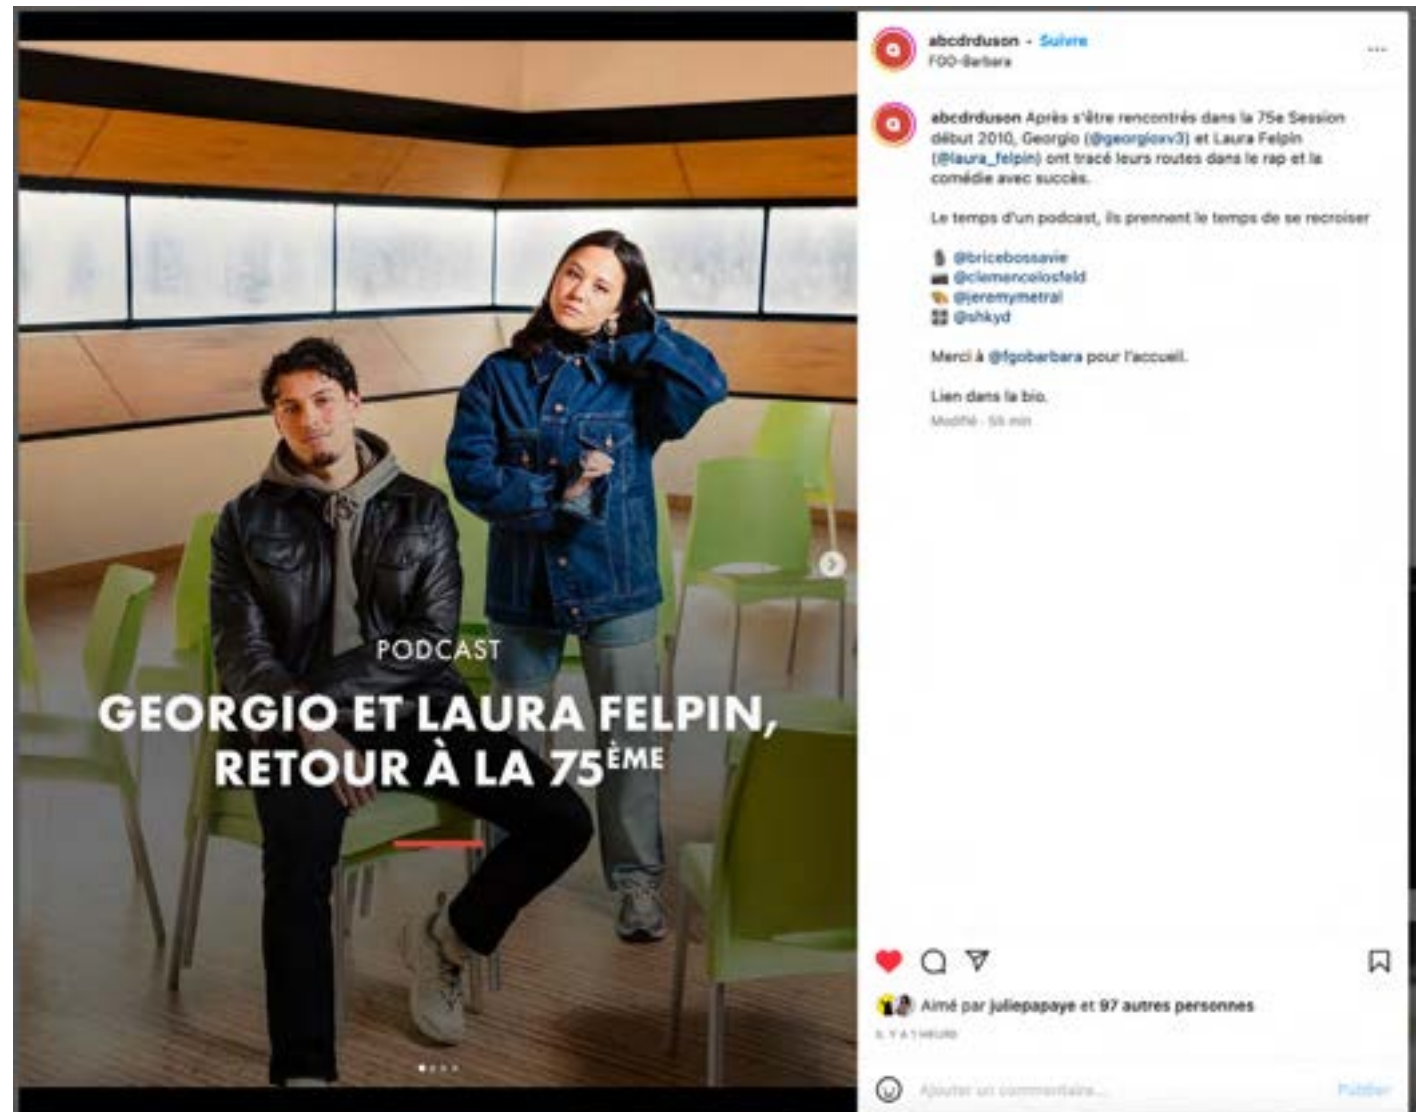 PODCAST
GEORGIO ET LAURA FELPIN,
RETOUR À LA 75ÈME
abcdrduson • Suivre
FGO-Barbara
abcdrduson Après s'être rencontrés dans la 75e Session
début 2010, Georgio (@georgioxv3) et Laura Felpin
(@laura_felpin) ont tracé leurs routes dans le rap et la
comédie avec succès.
Le temps d'un podcast, ils prennent le temps de se recroiser
@bricebossavie
@clemencelosfeld
@jeremymetral
@shkyd
Merci à @fgobarbara pour l'accueil.
Lien dans la bio.
Modifié · 55 min
Aimé par juliepapaye et 97 autres personnes
IL Y A 1 HEURE
Ajouter un commentaire...
Publier